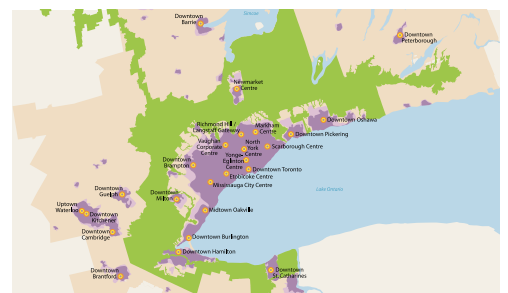 Simcoe
Downtown
Barrie
Downtown
Peterborough
Newmarket
Centre
Richmond Hill /
Langstaff Gateway
Markham
Centre
Downtown Oshawa
Downtown Pickering
Vaughan
Corporate
Centre
North
York
Centre
Scarborough Centre
Yonge-
Eglinton
Centre
Downtown
Brampton
Downtown Toronto
Etobicoke Centre
Mississauga City Centre
Downtown
Guelph
Downtown
Milton
Lake Ontario
Uptown
Waterloo
Downtown
Kitchener
Midtown Oakville
Downtown
Cambridge
Downtown Burlington
Downtown Hamilton
Downtown
Brantford
Downtown
St. Catharines